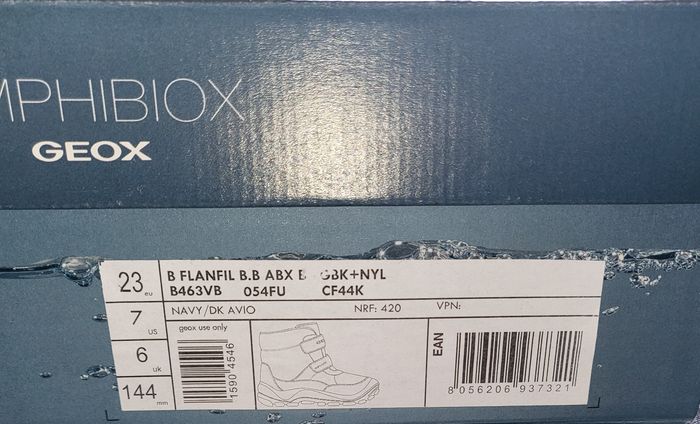 MPHIBIOX
GEOX
23 eu
7 us
6 uk
144 mm
B FLANFIL B.B ABX B GBK+NYL
B463VB 054FU CF44K
NAVY/DK AVIO NRF: 420 VPN:
geox use only
1590 4546
EAN
8 056206 937321